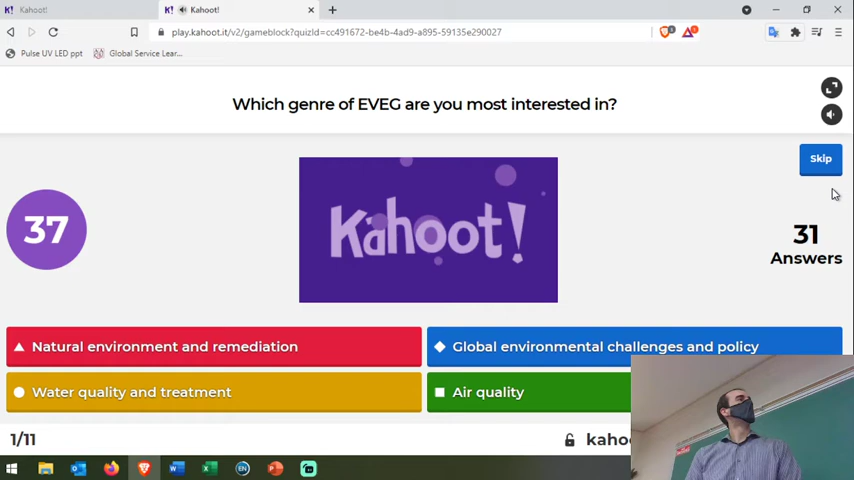 Kahoot!
Kahoot!
play.kahoot.it/v2/gameblock?quizId=cc491672-be4b-4ad9-a895-59135e290027
Pulse UV LED ppt
Global Service Lear...
Which genre of EVEG are you most interested in?
Skip
37
Kahoot!
31
Answers
Natural environment and remediation
Global environmental challenges and policy
Water quality and treatment
Air quality
1/11
kahoo